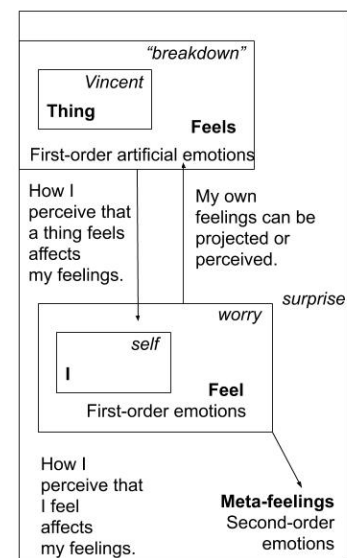 “breakdown”
Vincent
Thing
Feels
First-order artificial emotions
How I
perceive that
a thing feels
affects
my feelings.
My own
feelings can be
projected or
perceived.
surprise
worry
self
I
Feel
First-order emotions
How I
perceive that
I feel
affects
my feelings.
Meta-feelings
Second-order
emotions